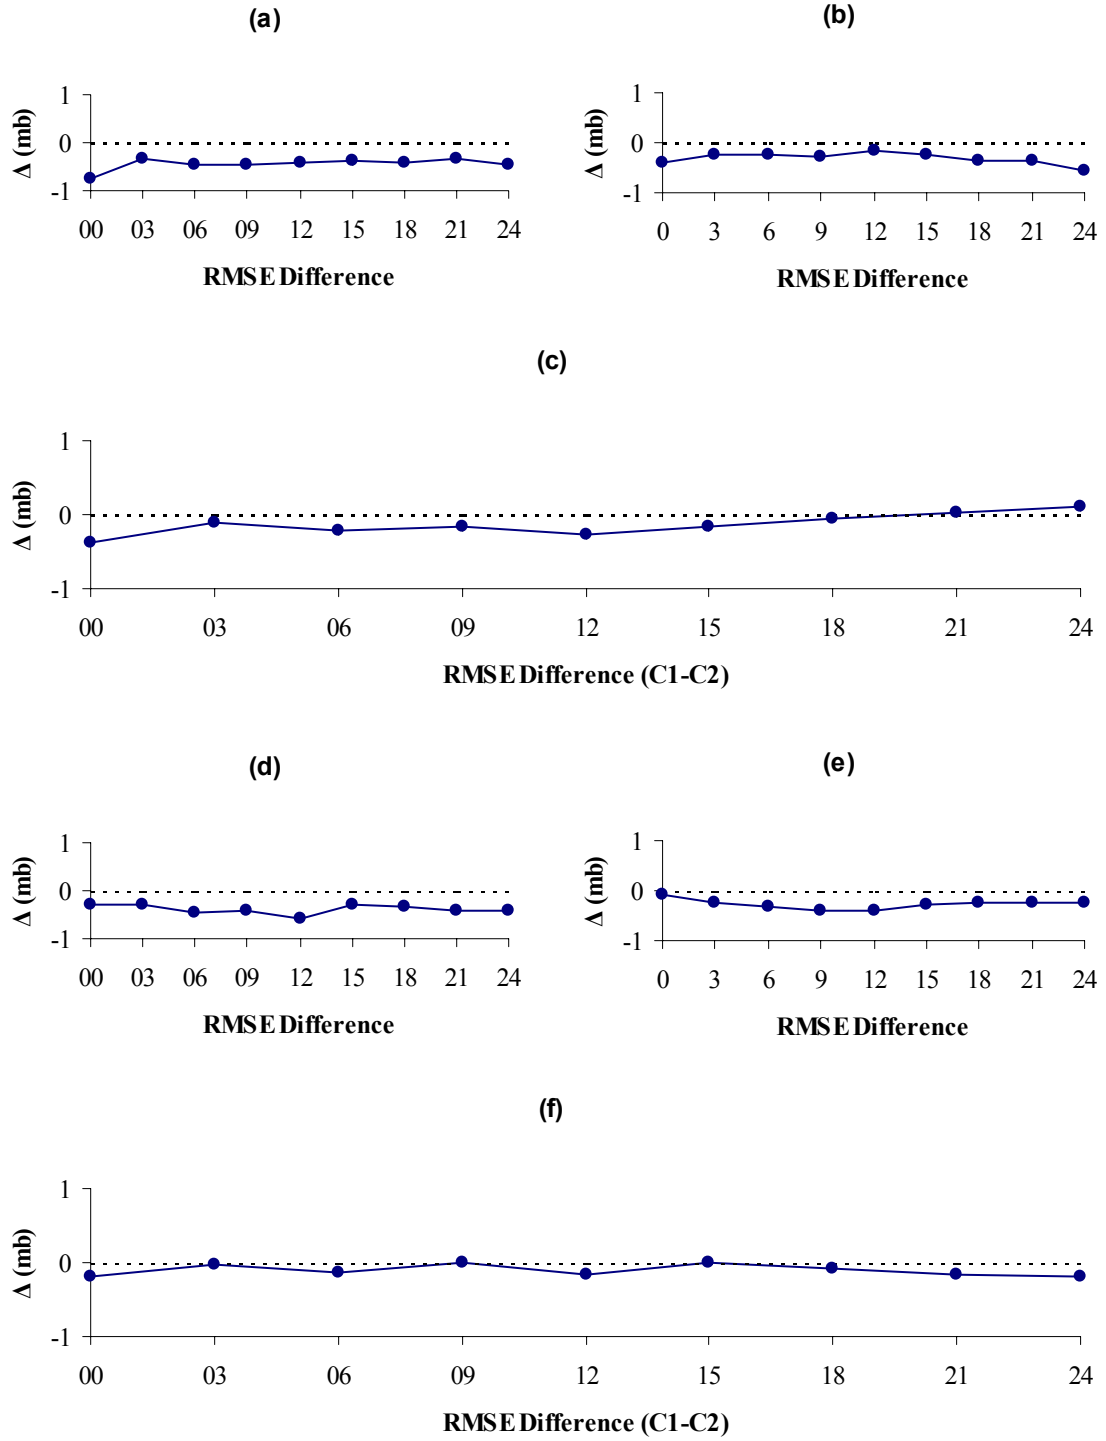 (a)
1
0
-1
Δ (mb)
00 03 06 09 12 15 18 21 24
RMSE Difference
(b)
1
0
-1
Δ (mb)
0 3 6 9 12 15 18 21 24
RMSE Difference
(c)
1
0
-1
Δ (mb)
00 03 06 09 12 15 18 21 24
RMSE Difference (C1-C2)
(d)
1
0
-1
Δ (mb)
00 03 06 09 12 15 18 21 24
RMSE Difference
(e)
1
0
-1
Δ (mb)
0 3 6 9 12 15 18 21 24
RMSE Difference
(f)
1
0
-1
Δ (mb)
00 03 06 09 12 15 18 21 24
RMSE Difference (C1-C2)